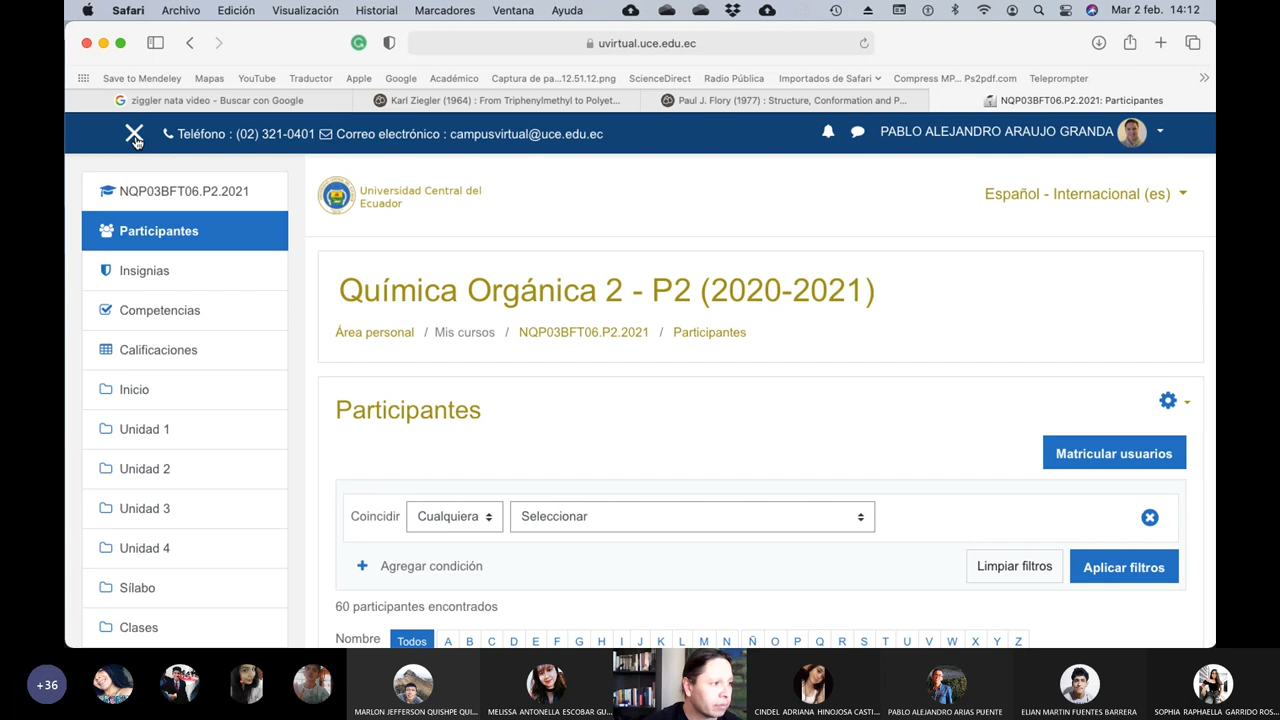 Safari Archivo Edición Visualización Historial Marcadores Ventana Ayuda Mar 2 feb. 14:12
uvirtual.uce.edu.ec
Save to Mendeley Mapas YouTube Traductor Apple Google Académico Captura de pa...12.51.12.png ScienceDirect Radio Pública Importados de Safari Compress MP... Ps2pdf.com Teleprompter
ziggler nata video - Buscar con Google Karl Ziegler (1964) : From Triphenylmethyl to Polyet... Paul J. Flory (1977) : Structure, Conformation and P... NQP03BFT06.P2.2021: Participantes
Teléfono : (02) 321-0401 Correo electrónico : campusvirtual@uce.edu.ec PABLO ALEJANDRO ARAUJO GRANDA
NQP03BFT06.P2.2021
Participantes
Insignias
Competencias
Calificaciones
Inicio
Unidad 1
Unidad 2
Unidad 3
Unidad 4
Sílabo
Clases
Universidad Central del
Ecuador
Español - Internacional (es)
Química Orgánica 2 - P2 (2020-2021)
Área personal / Mis cursos / NQP03BFT06.P2.2021 / Participantes
Participantes
Matricular usuarios
Coincidir Cualquiera Seleccionar
Agregar condición Limpiar filtros Aplicar filtros
60 participantes encontrados
Nombre Todos A B C D E F G H I J K L M N Ñ O P Q R S T U V W X Y Z
+36 MARLON JEFFERSON QUISHPE QUI... MELISSA ANTONELLA ESCOBAR GU... CINDEL ADRIANA HINOJOSA CASTI... PABLO ALEJANDRO ARIAS PUENTE ELIAN MARTIN FUENTES BARRERA SOPHIA RAPHAELLA GARRIDO ROS...